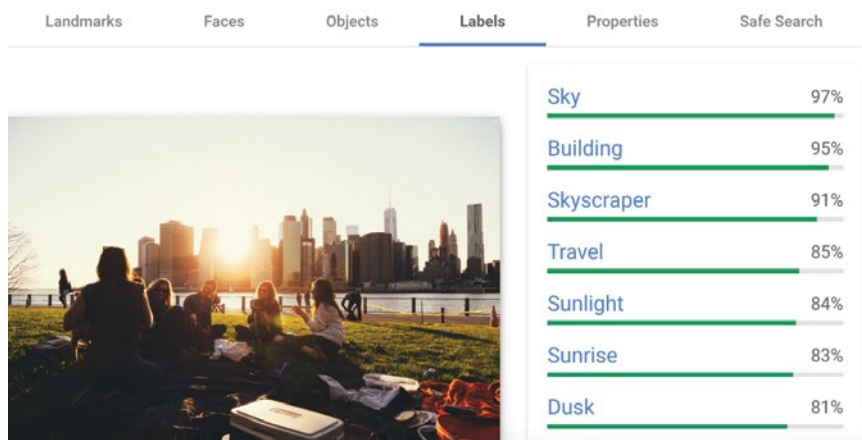 Landmarks Faces Objects Labels Properties Safe Search
Sky 97%
Building 95%
Skyscraper 91%
Travel 85%
Sunlight 84%
Sunrise 83%
Dusk 81%